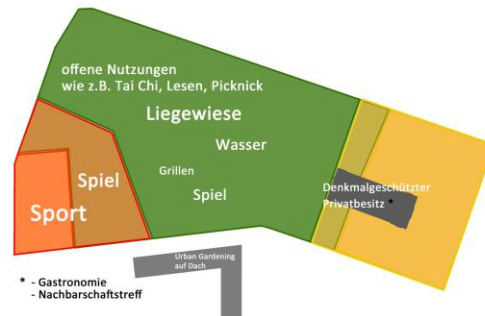 offene Nutzungen
wie z.B. Tai Chi, Lesen, Picknick
Liegewiese
Wasser
Grillen
Spiel
Spiel
Sport
Denkmalgeschützter
Privatbesitz *
Urban Gardening
auf Dach
* - Gastronomie
- Nachbarschaftstreff